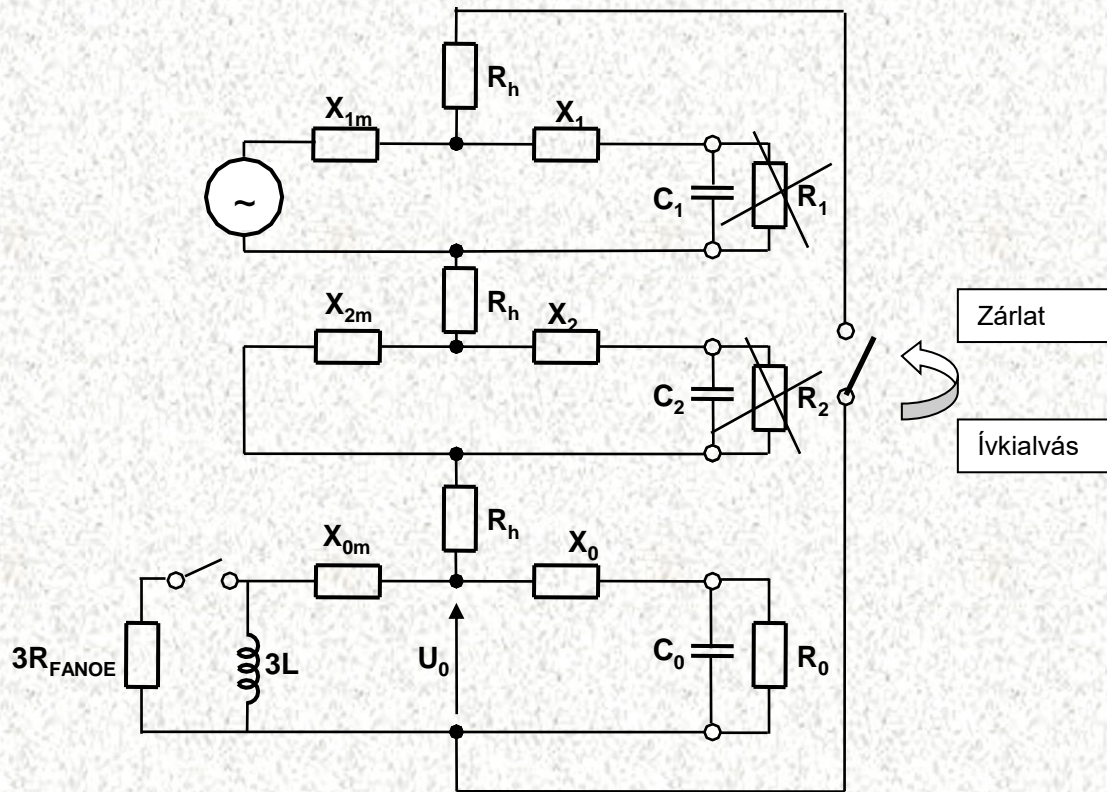 Rh
X1m
X1
~
C1
R1
Rh
X2m
X2
C2
R2
Zárlat
Ívkialvás
Rh
X0m
X0
3RFANOE
3L
U0
C0
R0